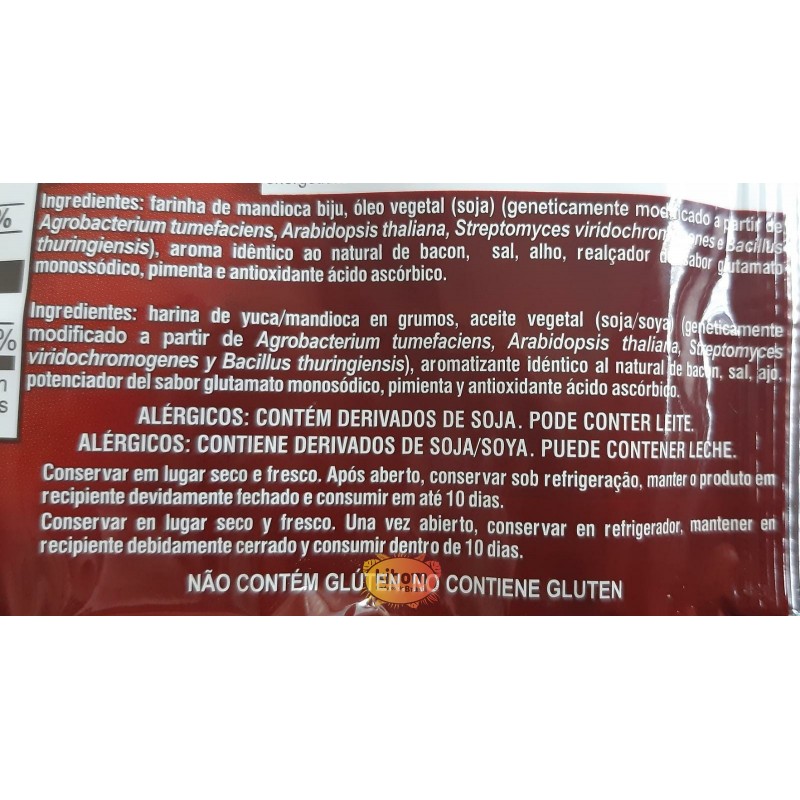 %
Ingredientes: farinha de mandioca biju, óleo vegetal (soja) (geneticamente modificado a partir de
Agrobacterium tumefaciens, Arabidopsis thaliana, Streptomyces viridochromogenes e Bacillus
thuringiensis), aroma idêntico ao natural de bacon, sal, alho, realçador de sabor glutamato
monossódico, pimenta e antioxidante ácido ascórbico.
Ingredientes: harina de yuca/mandioca en grumos, aceite vegetal (soja/soya) (geneticamente
%
modificado a partir de Agrobacterium tumefaciens, Arabidopsis thaliana, Streptomyces
viridochromogenes y Bacillus thuringiensis), aromatizante idéntico al natural de bacon, sal, ajo,
potenciador del sabor glutamato monosódico, pimienta y antioxidante ácido ascórbico.
n
s
ALÉRGICOS: CONTÉM DERIVADOS DE SOJA. PODE CONTER LEITE.
ALÉRGICOS: CONTIENE DERIVADOS DE SOJA/SOYA. PUEDE CONTENER LECHE.
Conservar em lugar seco e fresco. Após aberto, conservar sob refrigeração, manter o produto em
recipiente devidamente fechado e consumir em até 10 dias.
Conservar en lugar seco y fresco. Una vez abierto, conservar en refrigerador, mantener en
recipiente debidamente cerrado y consumir dentro de 10 dias.
NÃO CONTÉM GLÚTEN. NO CONTIENE GLUTEN